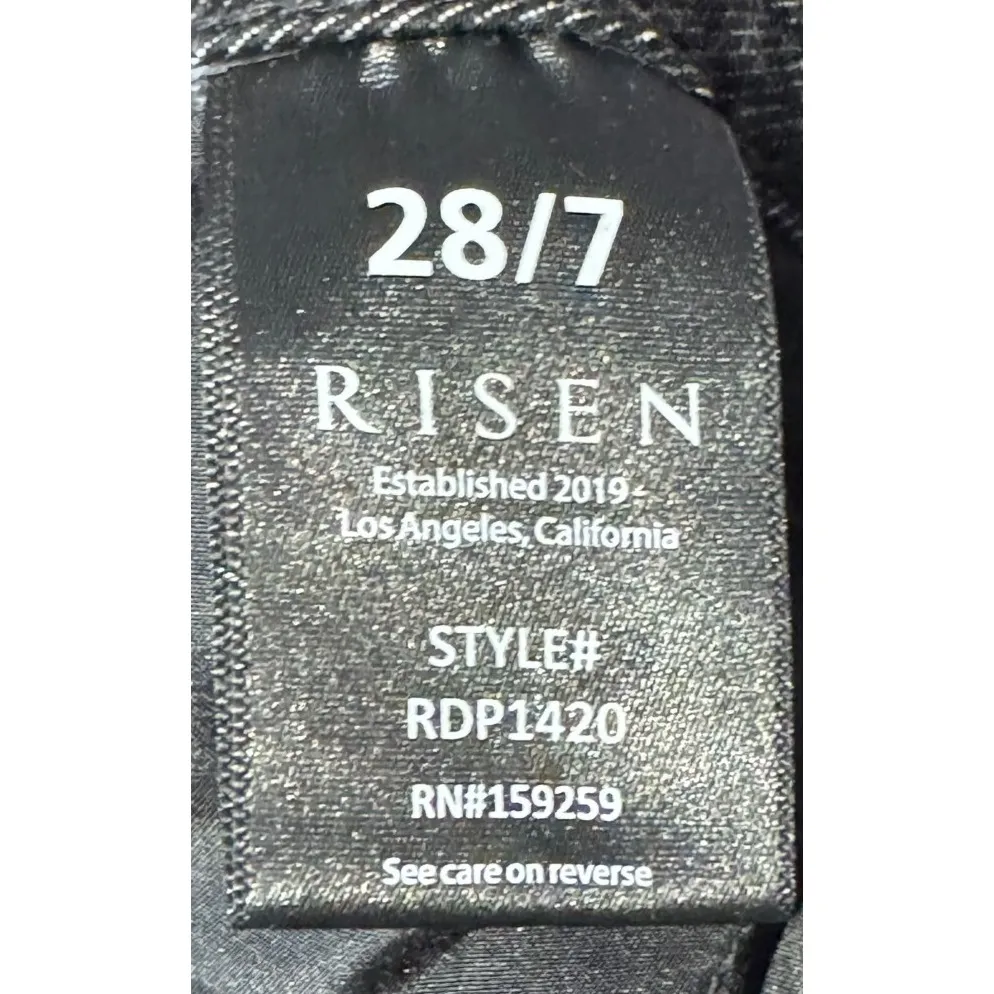 28/7
RISEN
Established 2019 -
Los Angeles, California
STYLE#
RDP1420
RN#159259
See care on reverse